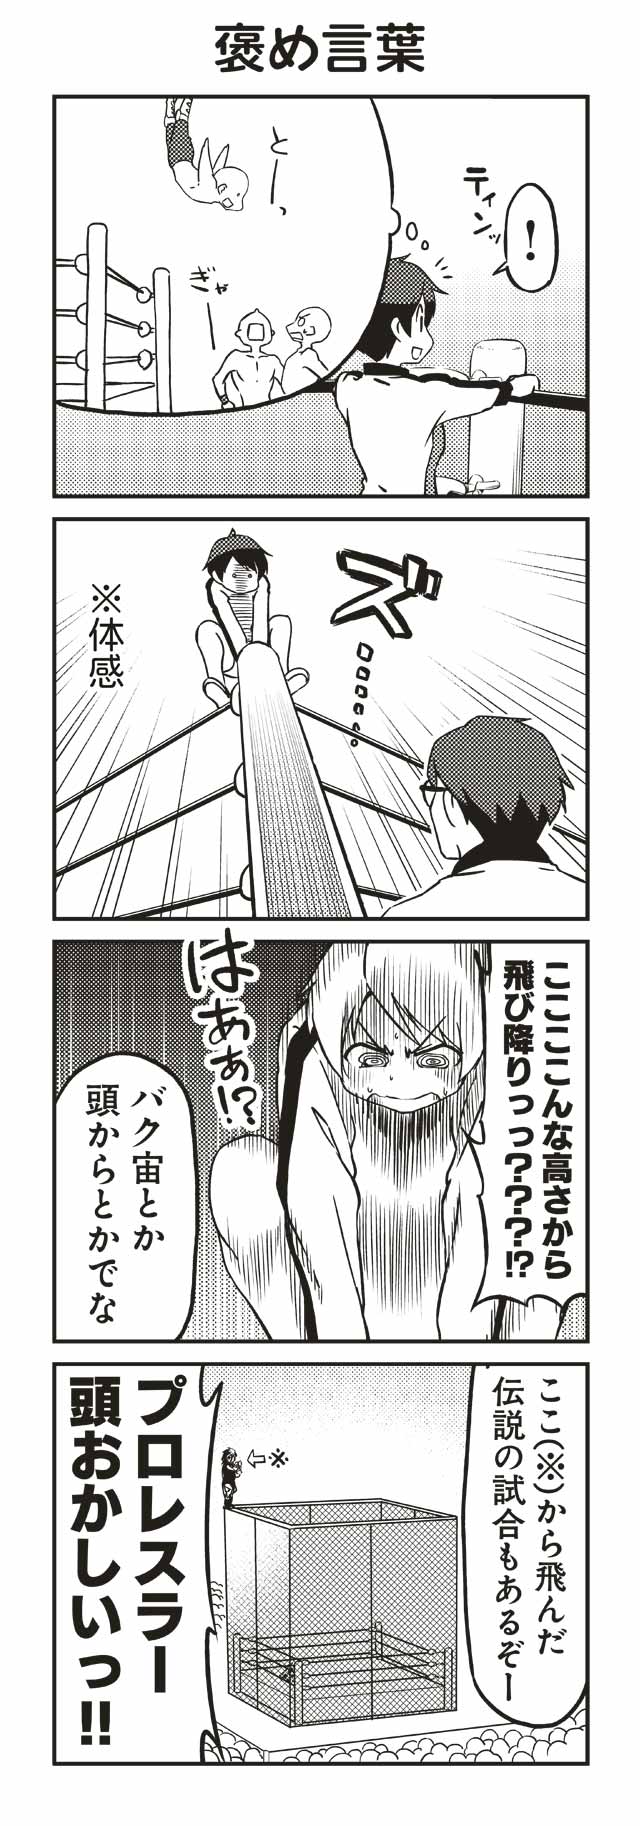 褒め言葉
！
ティンッ
とーっ
ぎゃー
ズ
゛゛゛゛。
※体感
ここここんな高さから
飛び降りっっ？？？？！？
はあぁ！？
バク宙とか
頭からとかでな
ここ(※)から飛んだ
伝説の試合もあるぞー
⇦※
プロレスラー
頭おかしいっ！！